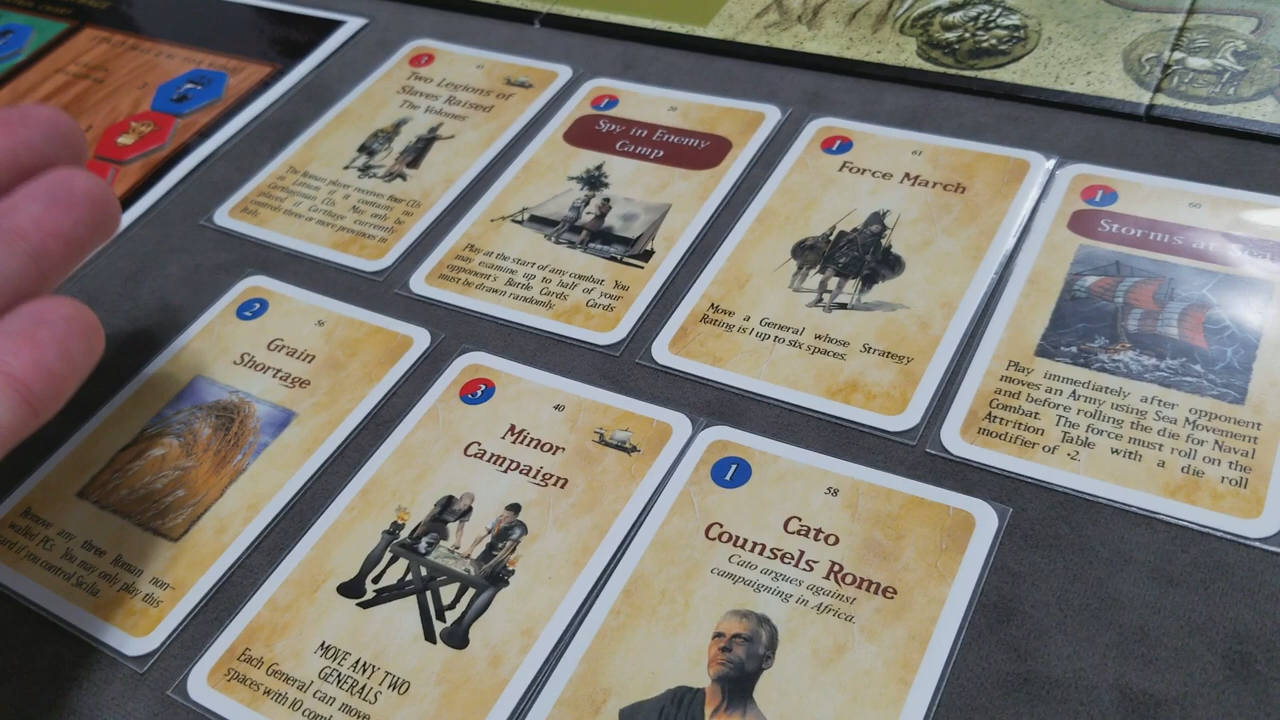 3
41
Two Legions of
Slaves Raised
The Volones
The Roman player receives four CUs
in Latium if it contains no
Carthaginian CUs. May only be
played if Carthage currently
controls three or more provinces in
Italy.
1
Spy in Enemy
Camp
Play at the start of any combat. You
may examine up to half of your
opponent's Battle Cards. Cards
must be drawn randomly.
1
61
Force March
Move a General whose Strategy
Rating is 1 up to six spaces.
1
60
Storms at Sea
Play immediately after opponent
moves an Army using Sea Movement
and before rolling the die for Naval
Combat. The force must roll on the
Attrition Table with a die roll
modifier of +2.
2
56
Grain
Shortage
Remove any three Roman non-
walled PCs. You may only play this
card if you control Sicilia.
3
40
Minor
Campaign
MOVE ANY TWO
GENERALS
Each General can move
spaces with 10
1
58
Cato
Counsels Rome
Cato argues against
campaigning in Africa.